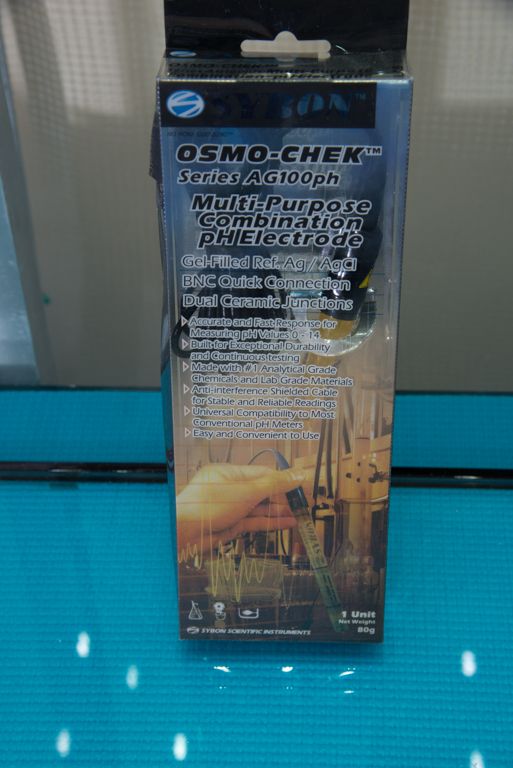 SYBON™
OSMO-CHEK™
Series AG100ph
Multi-Purpose
Combination
pHElectrode
Gel-Filled Ref. Ag / AgCl
BNC Quick Connection
Dual Ceramic Junctions
Accurate and Fast Response for
Measuring pH Values 0 - 14
Built for Exceptional Durability
and Continuous testing
Made with #1 Analytical Grade
Chemicals and Lab Grade Materials
Anti-interference Shielded Cable
for Stable and Reliable Readings
Universal Compatibility to Most
Conventional pH Meters
Easy and Convenient to Use
SYBON
1 Unit
Net Weight
80g
SYBON SCIENTIFIC INSTRUMENTS